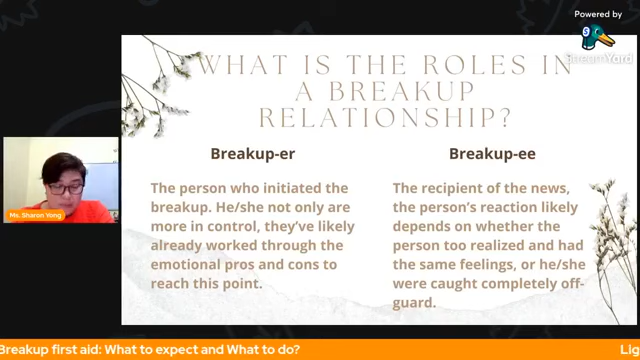 Powered by
StreamYard
WHAT IS THE ROLES IN
A BREAKUP
RELATIONSHIP?
Breakup-er
The person who initiated the
breakup. He/she not only are
more in control, they've likely
already worked through the
emotional pros and cons to
reach this point.
Breakup-ee
The recipient of the news,
the person's reaction likely
depends on whether the
person too realized and had
the same feelings, or he/she
were caught completely off-
guard.
Ms. Sharon Yong
Breakup first aid: What to expect and What to do?
Lig